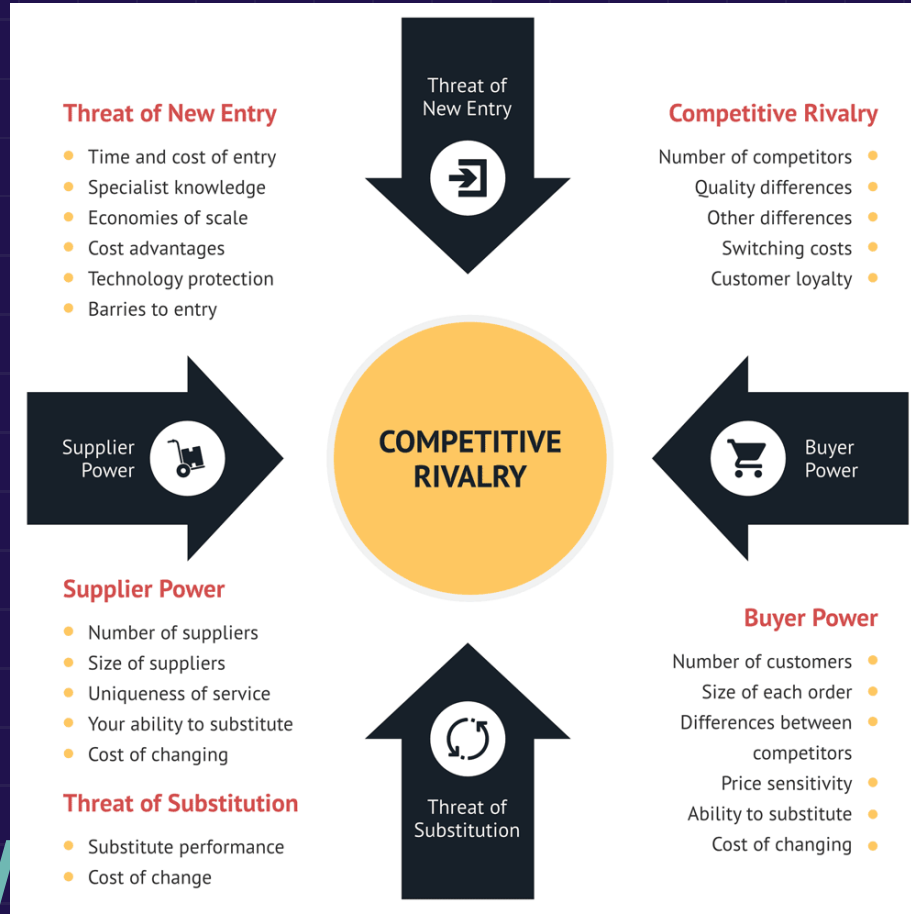 Threat of
New Entry
Threat of New Entry
Time and cost of entry
Specialist knowledge
Economies of scale
Cost advantages
Technology protection
Barries to entry
Competitive Rivalry
Number of competitors
Quality differences
Other differences
Switching costs
Customer loyalty
Supplier
Power
COMPETITIVE
RIVALRY
Buyer
Power
Supplier Power
Number of suppliers
Size of suppliers
Uniqueness of service
Your ability to substitute
Cost of changing
Threat of Substitution
Substitute performance
Cost of change
Threat of
Substitution
Buyer Power
Number of customers
Size of each order
Differences between
competitors
Price sensitivity
Ability to substitute
Cost of changing